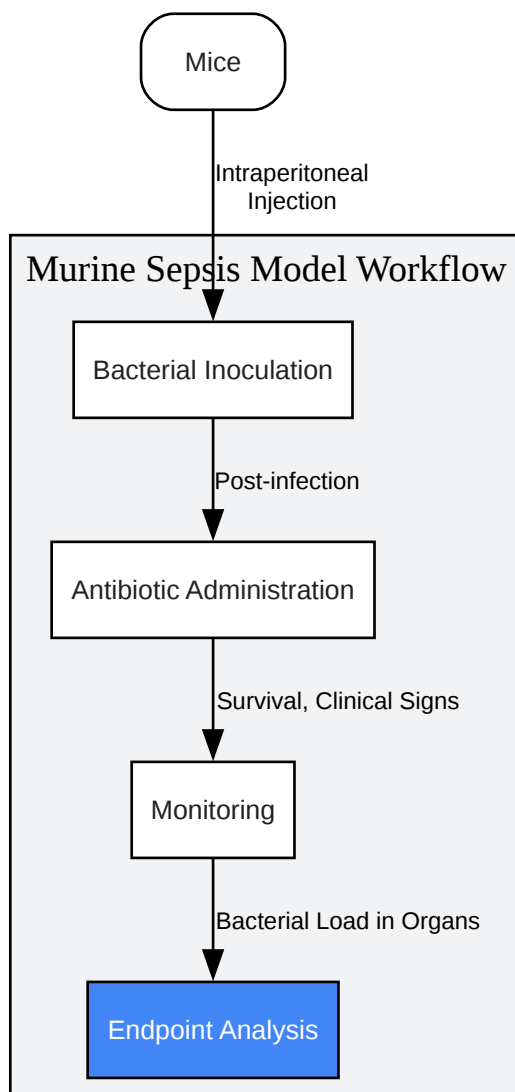 Mice
Intraperitoneal
Injection
Murine Sepsis Model Workflow
Bacterial Inoculation
Post-infection
Antibiotic Administration
Survival, Clinical Signs
Monitoring
Bacterial Load in Organs
Endpoint Analysis